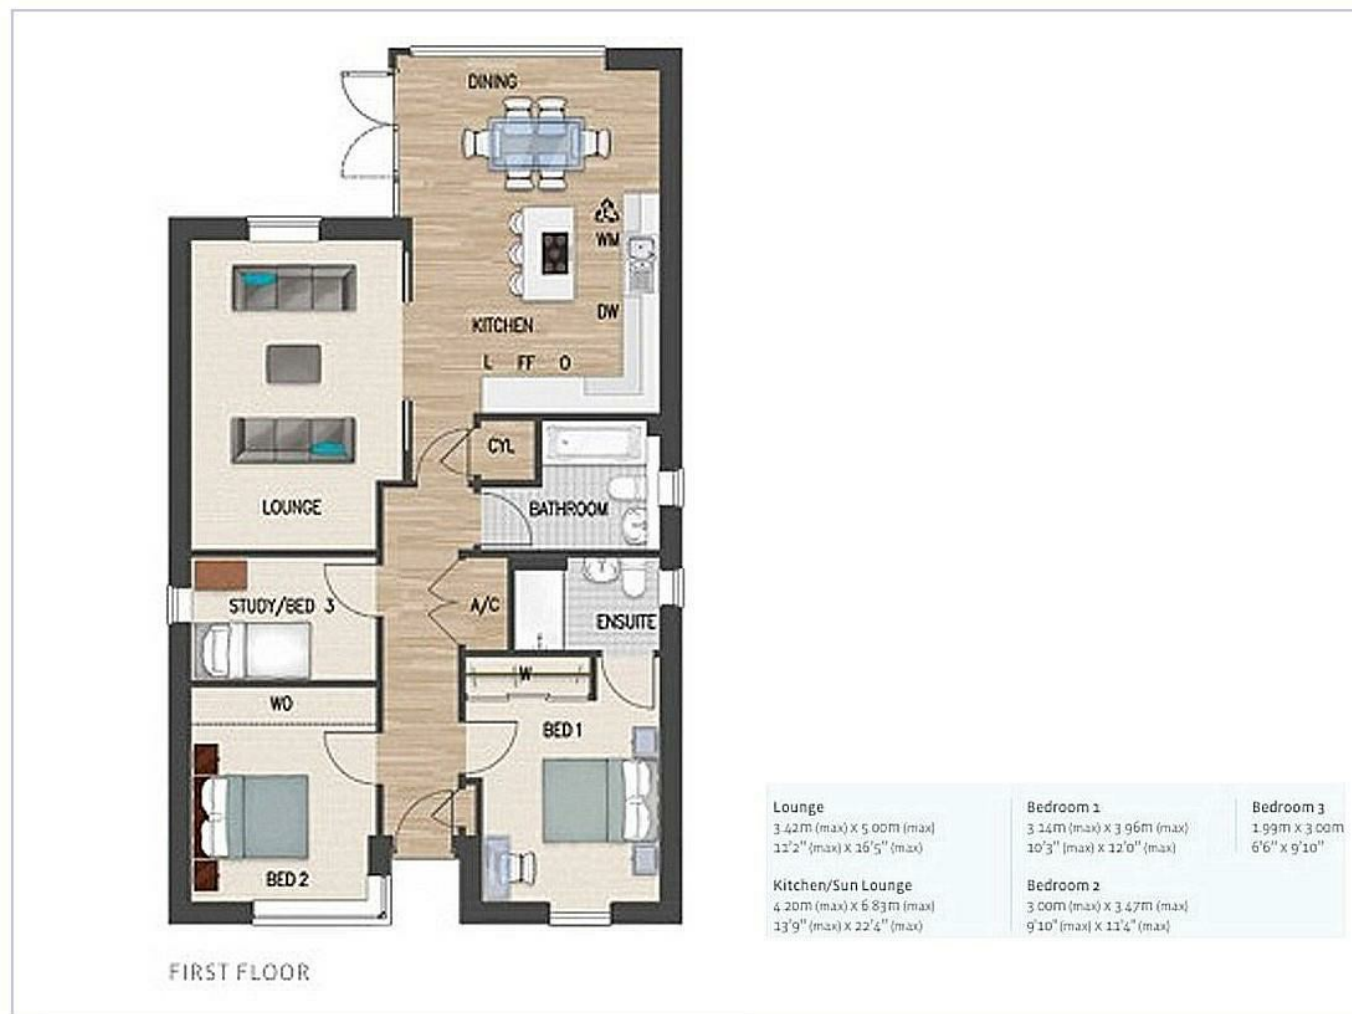 DINING
WM
DW
KITCHEN
L FF O
CYL
BATHROOM
LOUNGE
STUDY/BED 3
A/C
ENSUITE
W
WO
BED 1
BED 2
FIRST FLOOR
Lounge
3.42m (max) x 5.00m (max)
11'2" (max) x 16'5" (max)
Kitchen/Sun Lounge
4.20m (max) x 6.83m (max)
13'9" (max) x 22'4" (max)
Bedroom 1
3.14m (max) x 3.96m (max)
10'3" (max) x 12'0" (max)
Bedroom 2
3.00m (max) x 3.47m (max)
9'10" (max) x 11'4" (max)
Bedroom 3
1.99m x 3.00m
6'6" x 9'10"